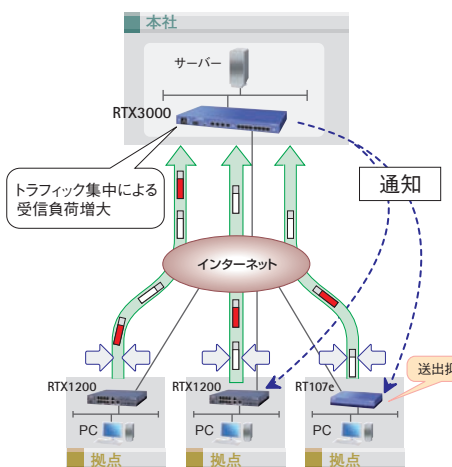 本社
サーバー
RTX3000
トラフィック集中による
受信負荷増大
通知
インターネット
RTX1200
RTX1200
RT107e
送出
PC
PC
PC
拠点
拠点
拠点